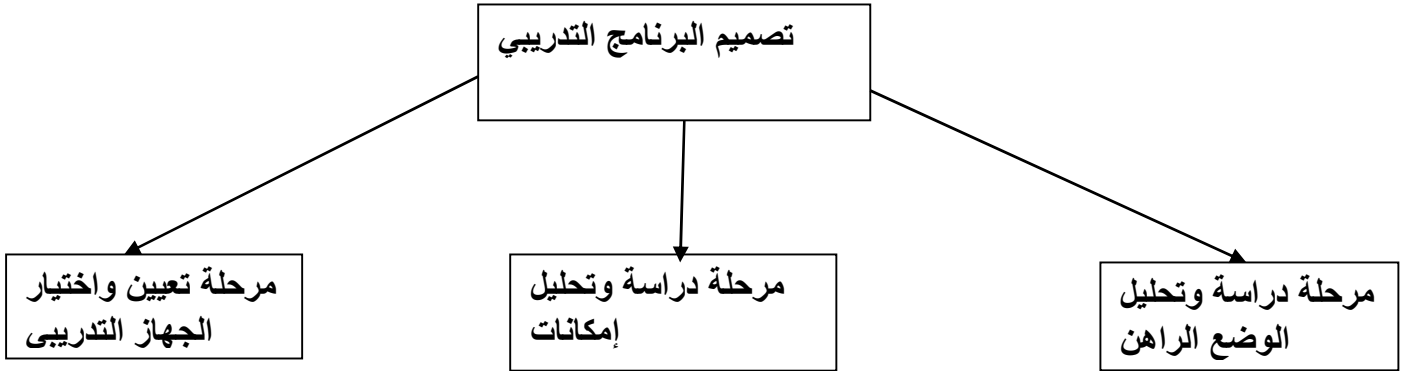 تصميم البرنامج التدريبي
مرحلة دراسة وتحليل
الوضع الراهن
مرحلة دراسة وتحليل
إمكانات
مرحلة تعيين واختيار
الجهاز التدريبى